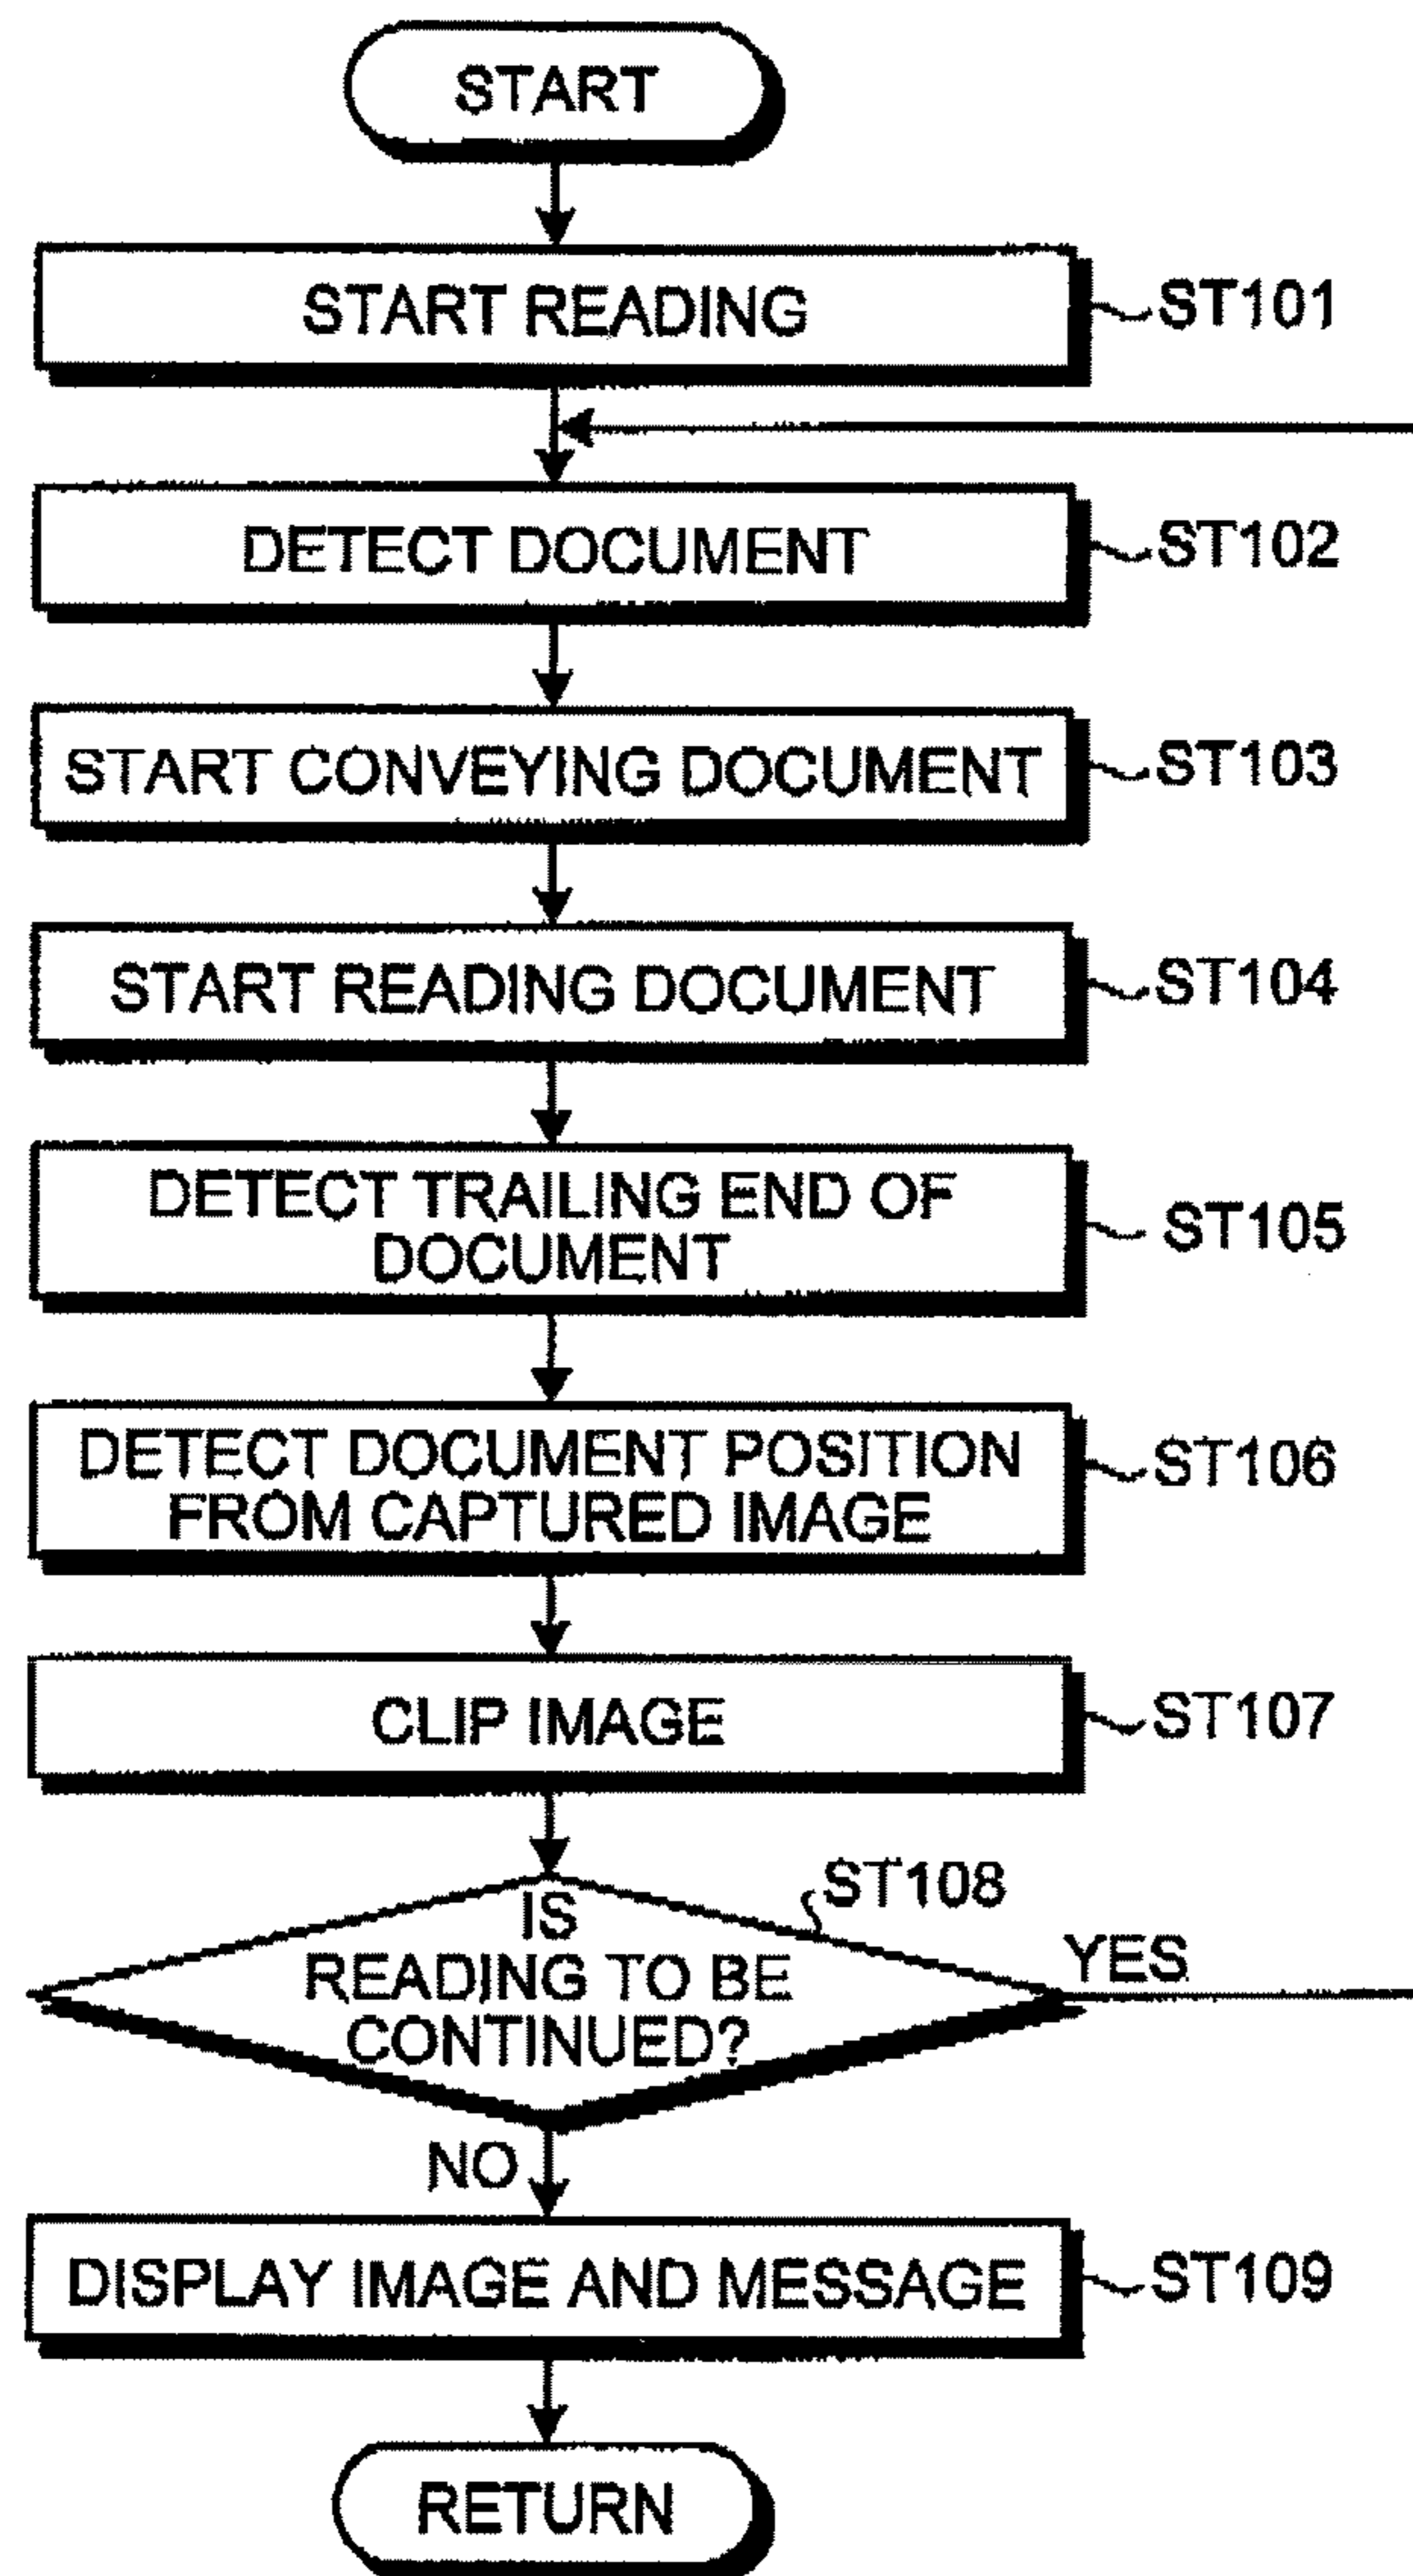 START
START READING
ST101
DETECT DOCUMENT
ST102
START CONVEYING DOCUMENT
ST103
START READING DOCUMENT
ST104
DETECT TRAILING END OF
DOCUMENT
ST105
DETECT DOCUMENT POSITION
FROM CAPTURED IMAGE
ST106
CLIP IMAGE
ST107
ST108
IS
READING TO BE
CONTINUED?
YES
NO
DISPLAY IMAGE AND MESSAGE
ST109
RETURN